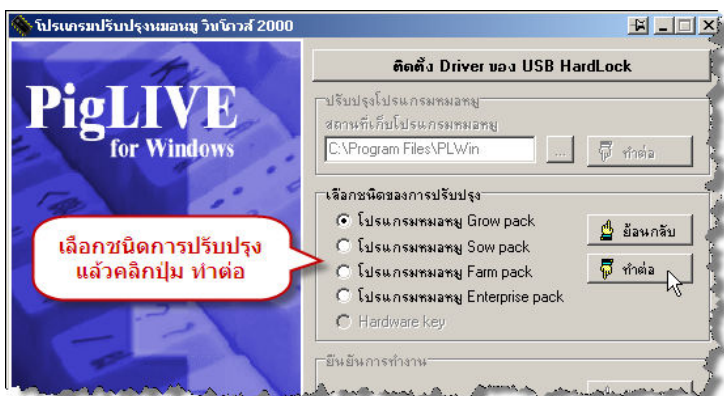 โปรแกรมปรับปรุงหมอหมู วินโดวส์ 2000
PigLIVE
for Windows
ติดตั้ง Driver ของ USB HardLock
ปรับปรุงโปรแกรมหมอหมู
สถานที่เก็บโปรแกรมหมอหมู
C:\Program Files\PLWin
...
ทำต่อ
เลือกชนิดของการปรับปรุง
โปรแกรมหมอหมู Grow pack
โปรแกรมหมอหมู Sow pack
โปรแกรมหมอหมู Farm pack
โปรแกรมหมอหมู Enterprise pack
Hardware key
ย้อนกลับ
ทำต่อ
เลือกชนิดการปรับปรุง
แล้วคลิกปุ่ม ทำต่อ
ยืนยันการทำงาน